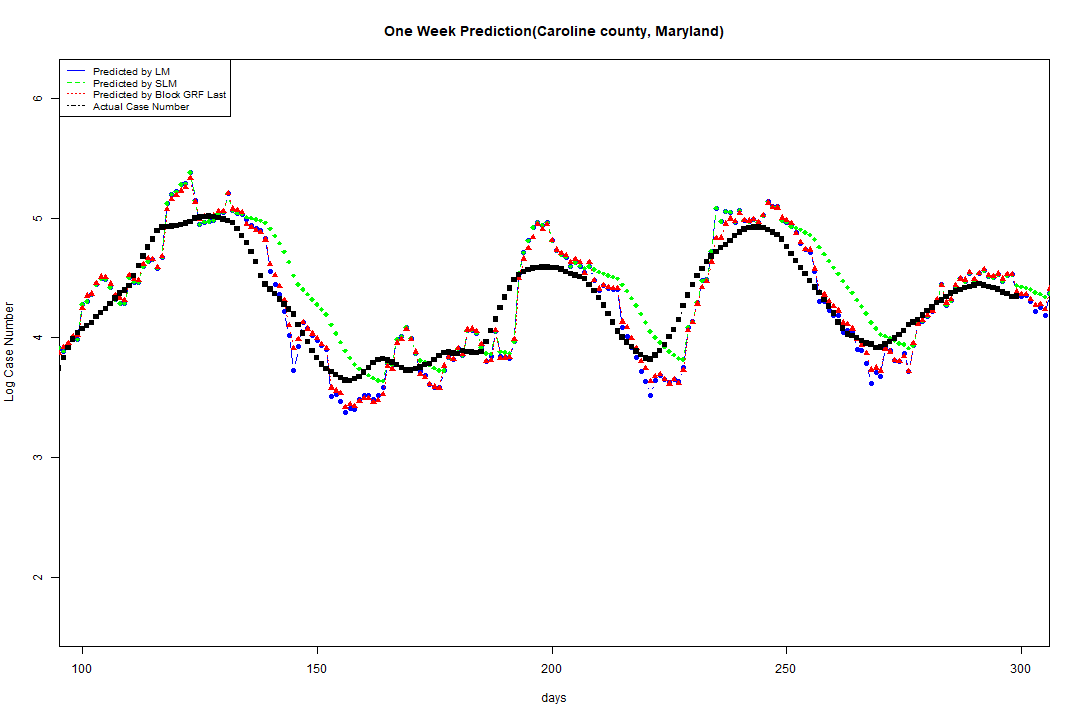 One Week Prediction(Caroline county, Maryland)
Predicted by LM
Predicted by SLM
Predicted by Block GRF Last
Actual Case Number
6
5
4
3
2
Log Case Number
100 150 200 250 300
days